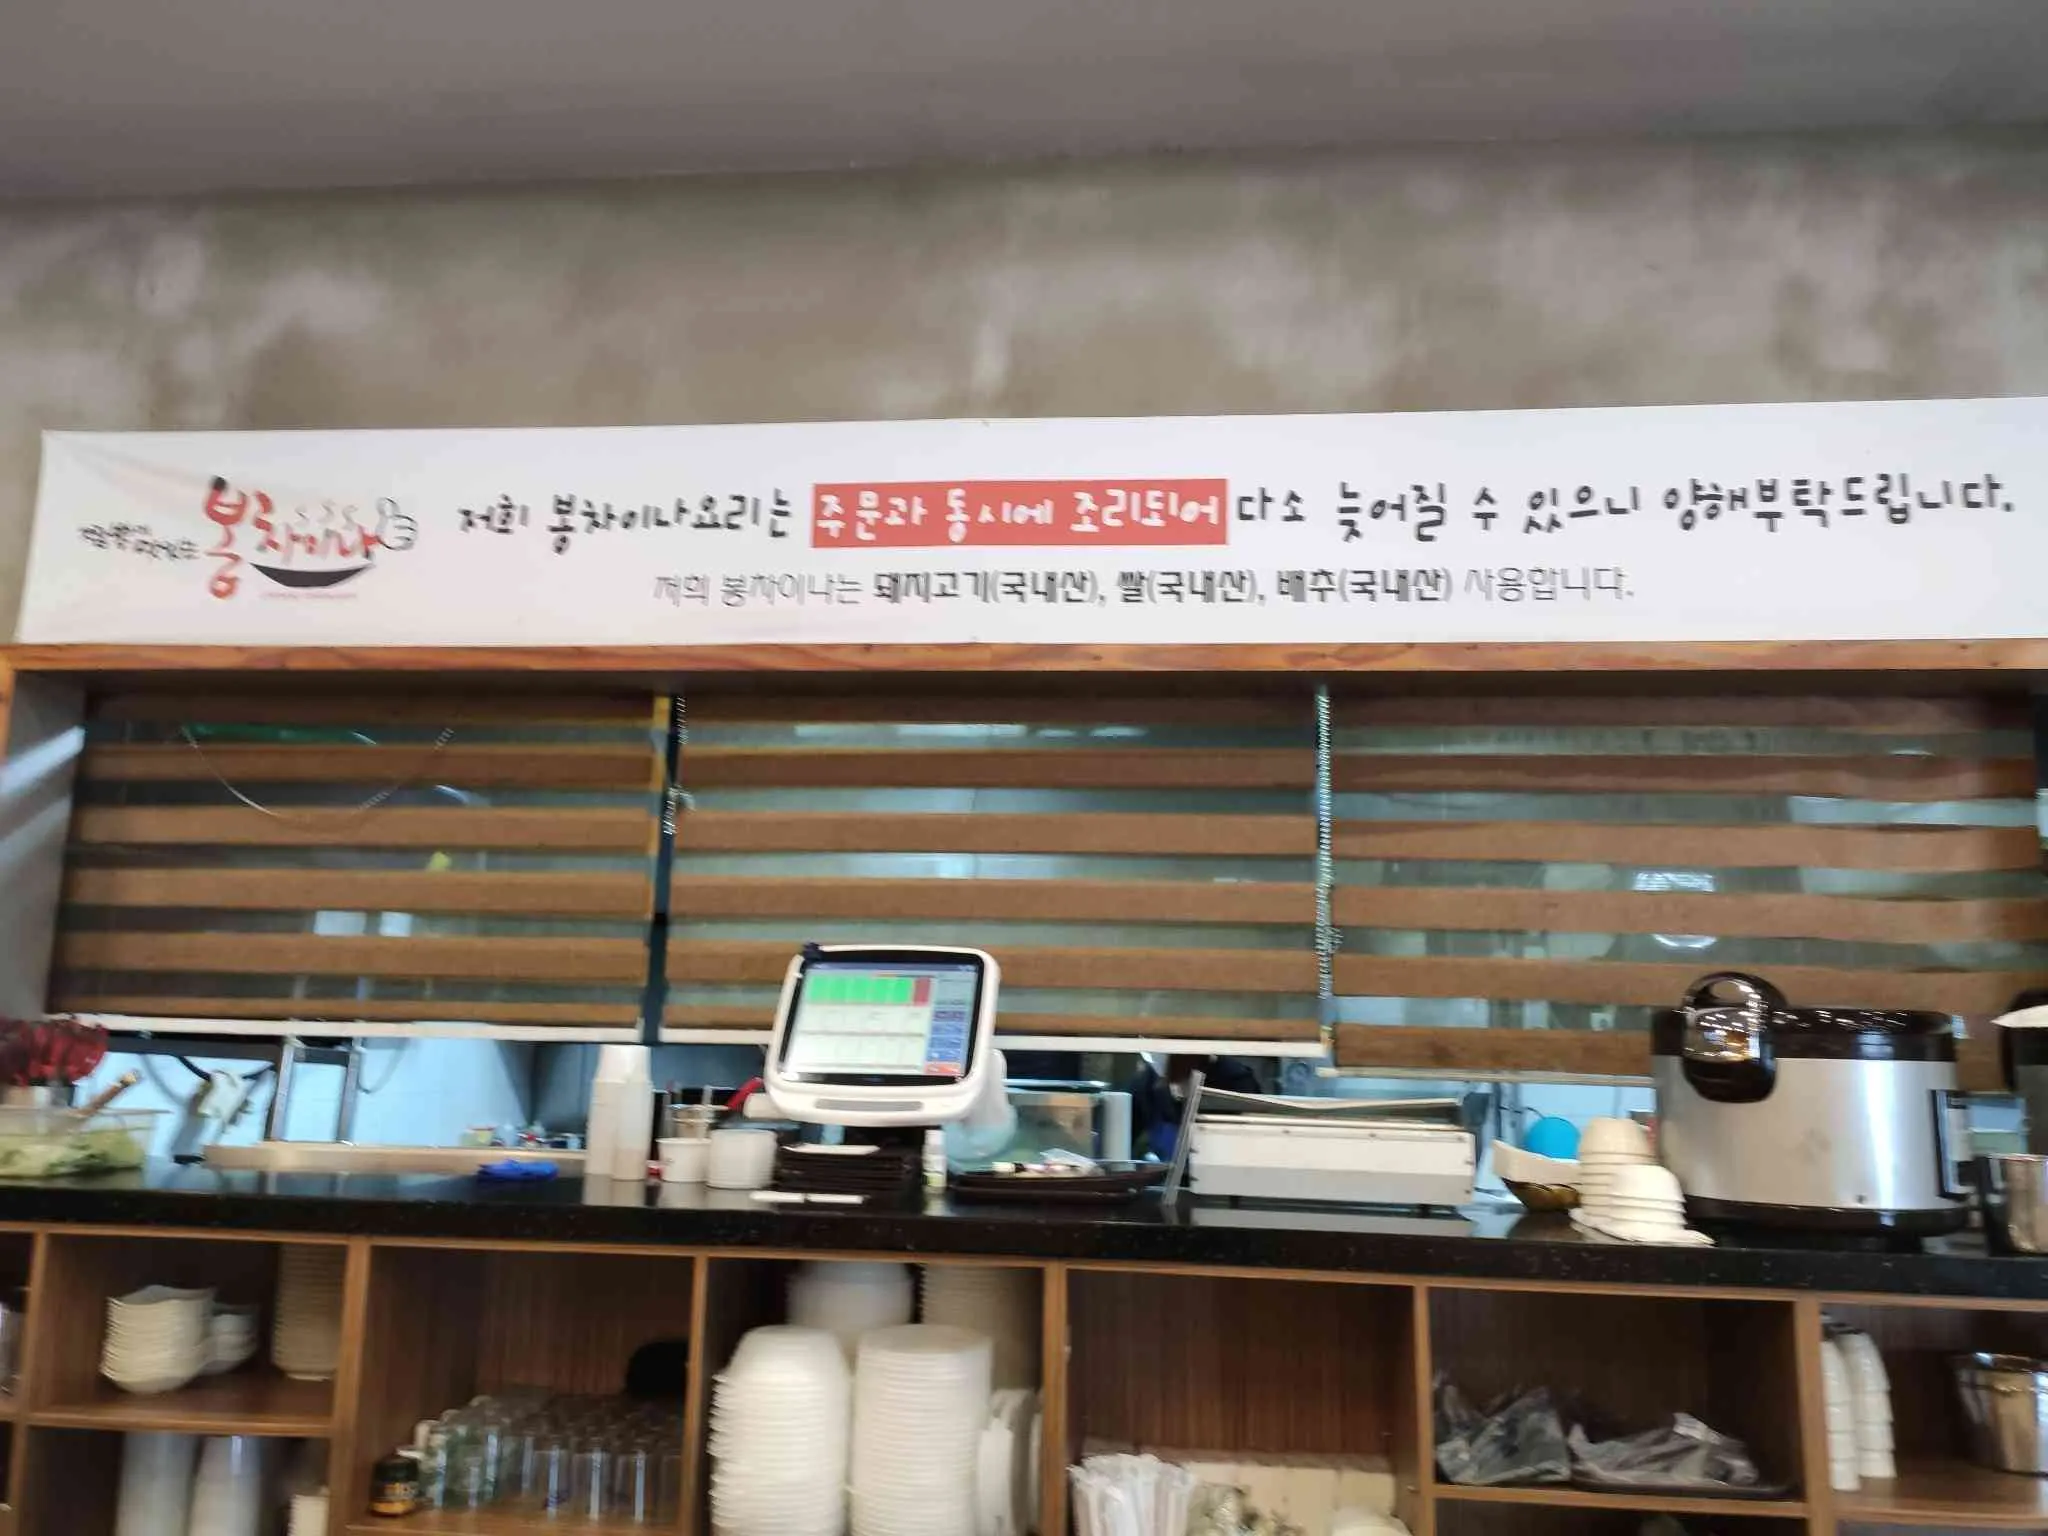 봉차이나
저희 봉차이나요리는 주문과 동시에 조리되어 다소 늦어질 수 있으니 양해부탁드립니다.
저희 봉차이나는 돼지고기(국내산), 쌀(국내산), 배추(국내산) 사용합니다.